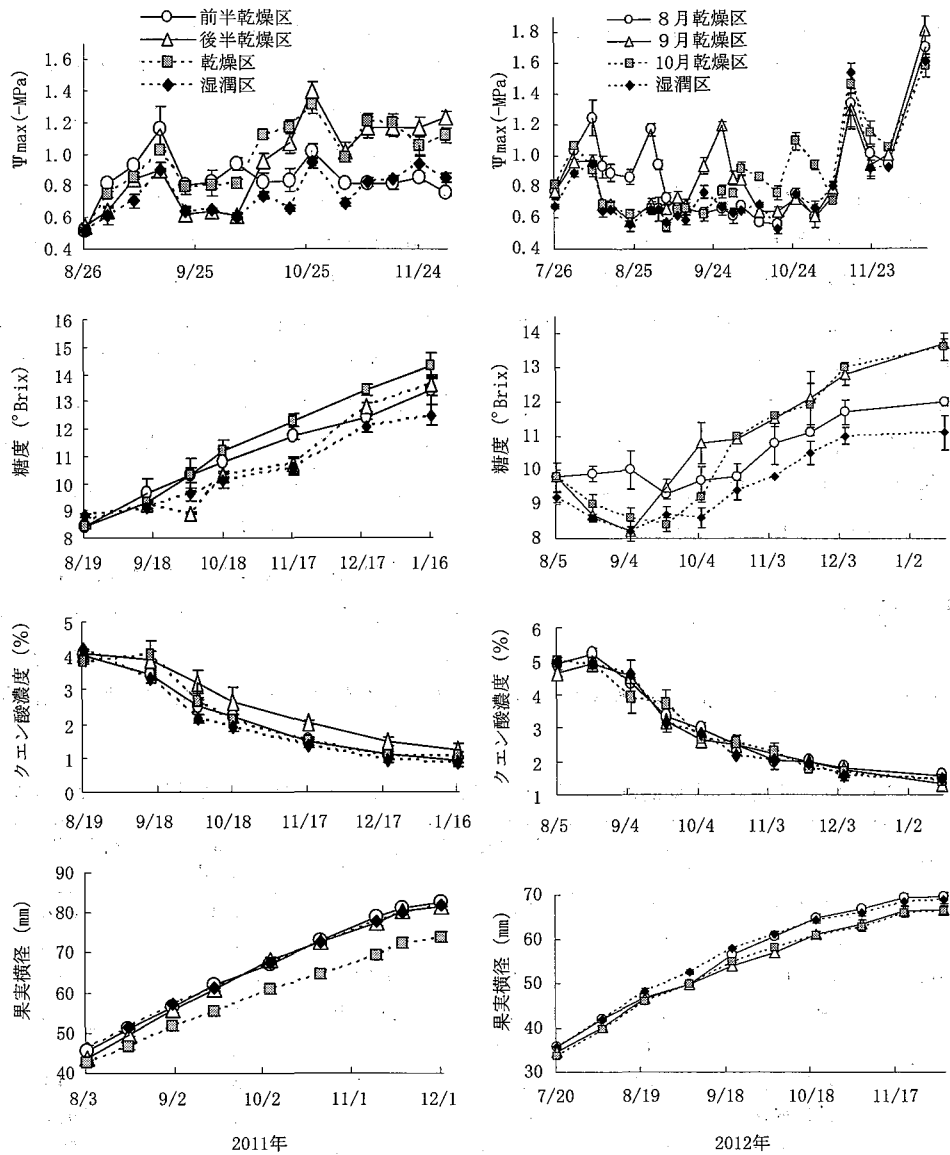 前半乾燥区
後半乾燥区
乾燥区
湿潤区
Ψmax(-MPa)
1.6
1.4
1.2
1.0
0.8
0.6
0.4
8/26 9/25 10/25 11/24
8月乾燥区
9月乾燥区
10月乾燥区
湿潤区
Ψmax(-MPa)
1.8
1.6
1.4
1.2
1.0
0.8
0.6
0.4
7/26 8/25 9/24 10/24 11/23
糖度 (°Brix)
16
15
14
13
12
11
10
9
8
8/19 9/18 10/18 11/17 12/17 1/16
糖度 (°Brix)
14
13
12
11
10
9
8
8/5 9/4 10/4 11/3 12/3 1/2
クエン酸濃度 (%)
5
4
3
2
1
0
8/19 9/18 10/18 11/17 12/17 1/16
クエン酸濃度 (%)
6
5
4
3
2
1
8/5 9/4 10/4 11/3 12/3 1/2
果実横径 (mm)
90
80
70
60
50
40
8/3 9/2 10/2 11/1 12/1
2011年
果実横径 (mm)
70
60
50
40
30
7/20 8/19 9/18 10/18 11/17
2012年